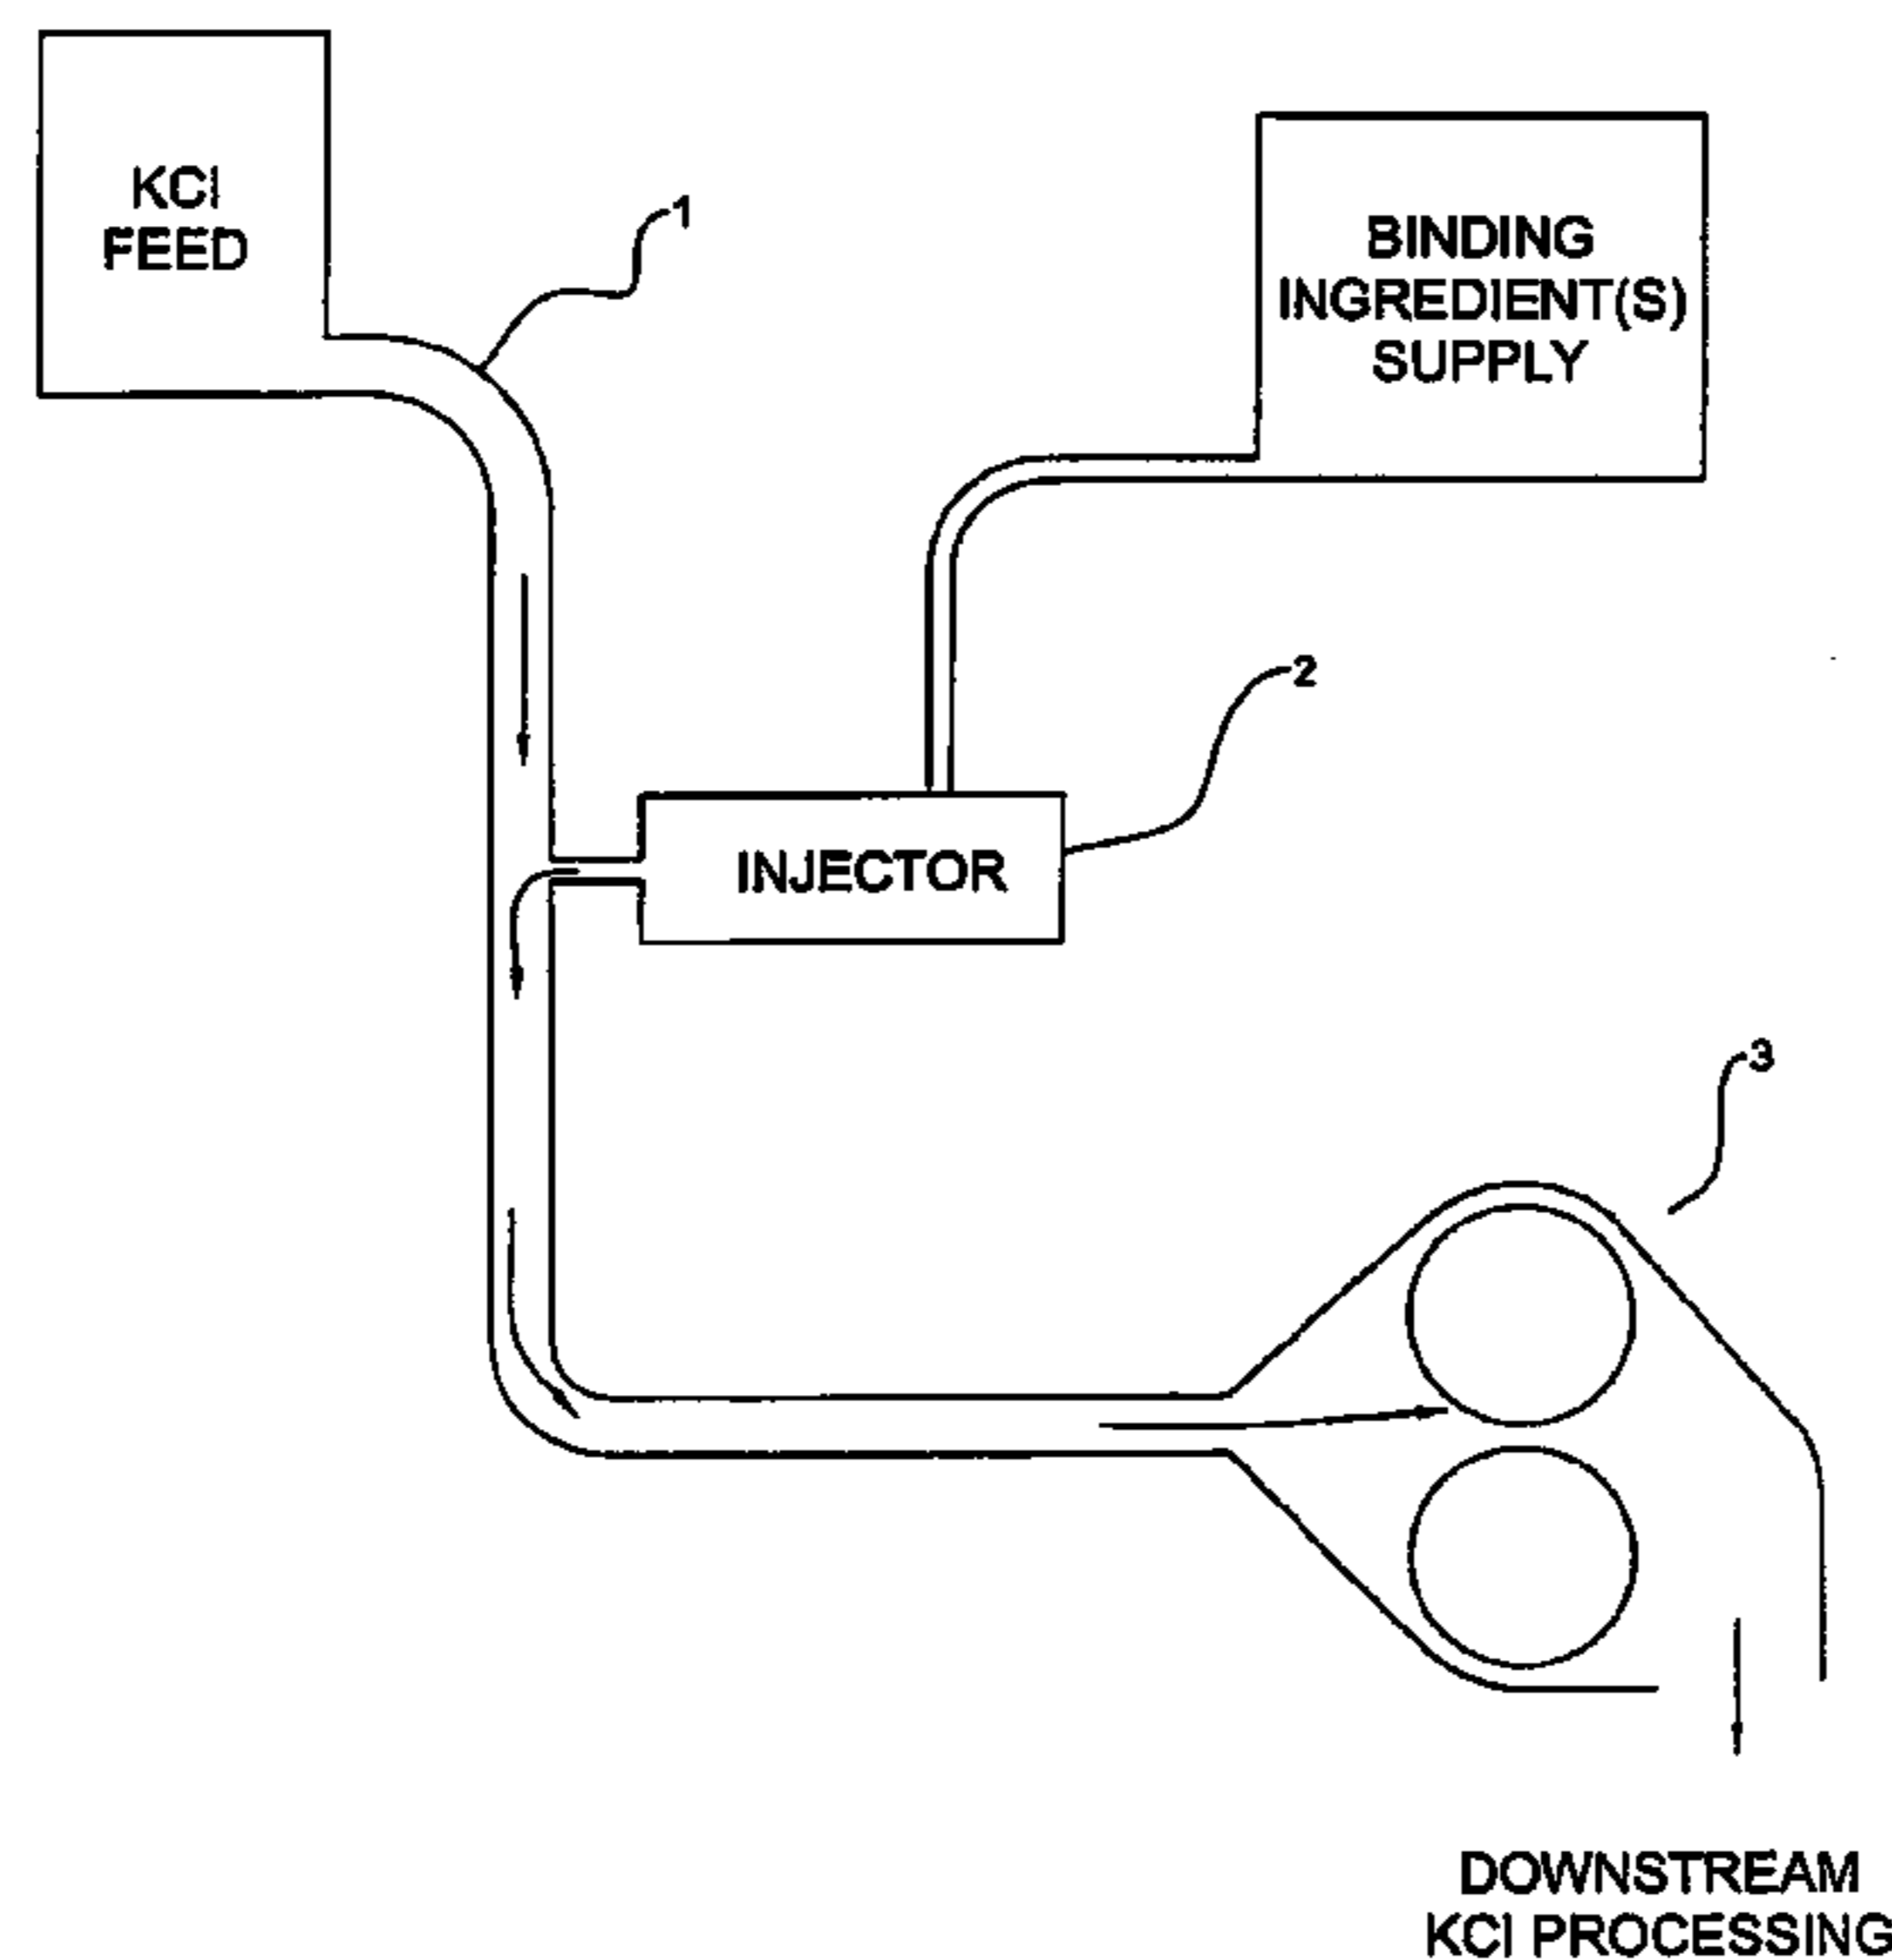 KCl
FEED
1
BINDING
INGREDIENT(S)
SUPPLY
2
INJECTOR
3
DOWNSTREAM
KCl PROCESSING